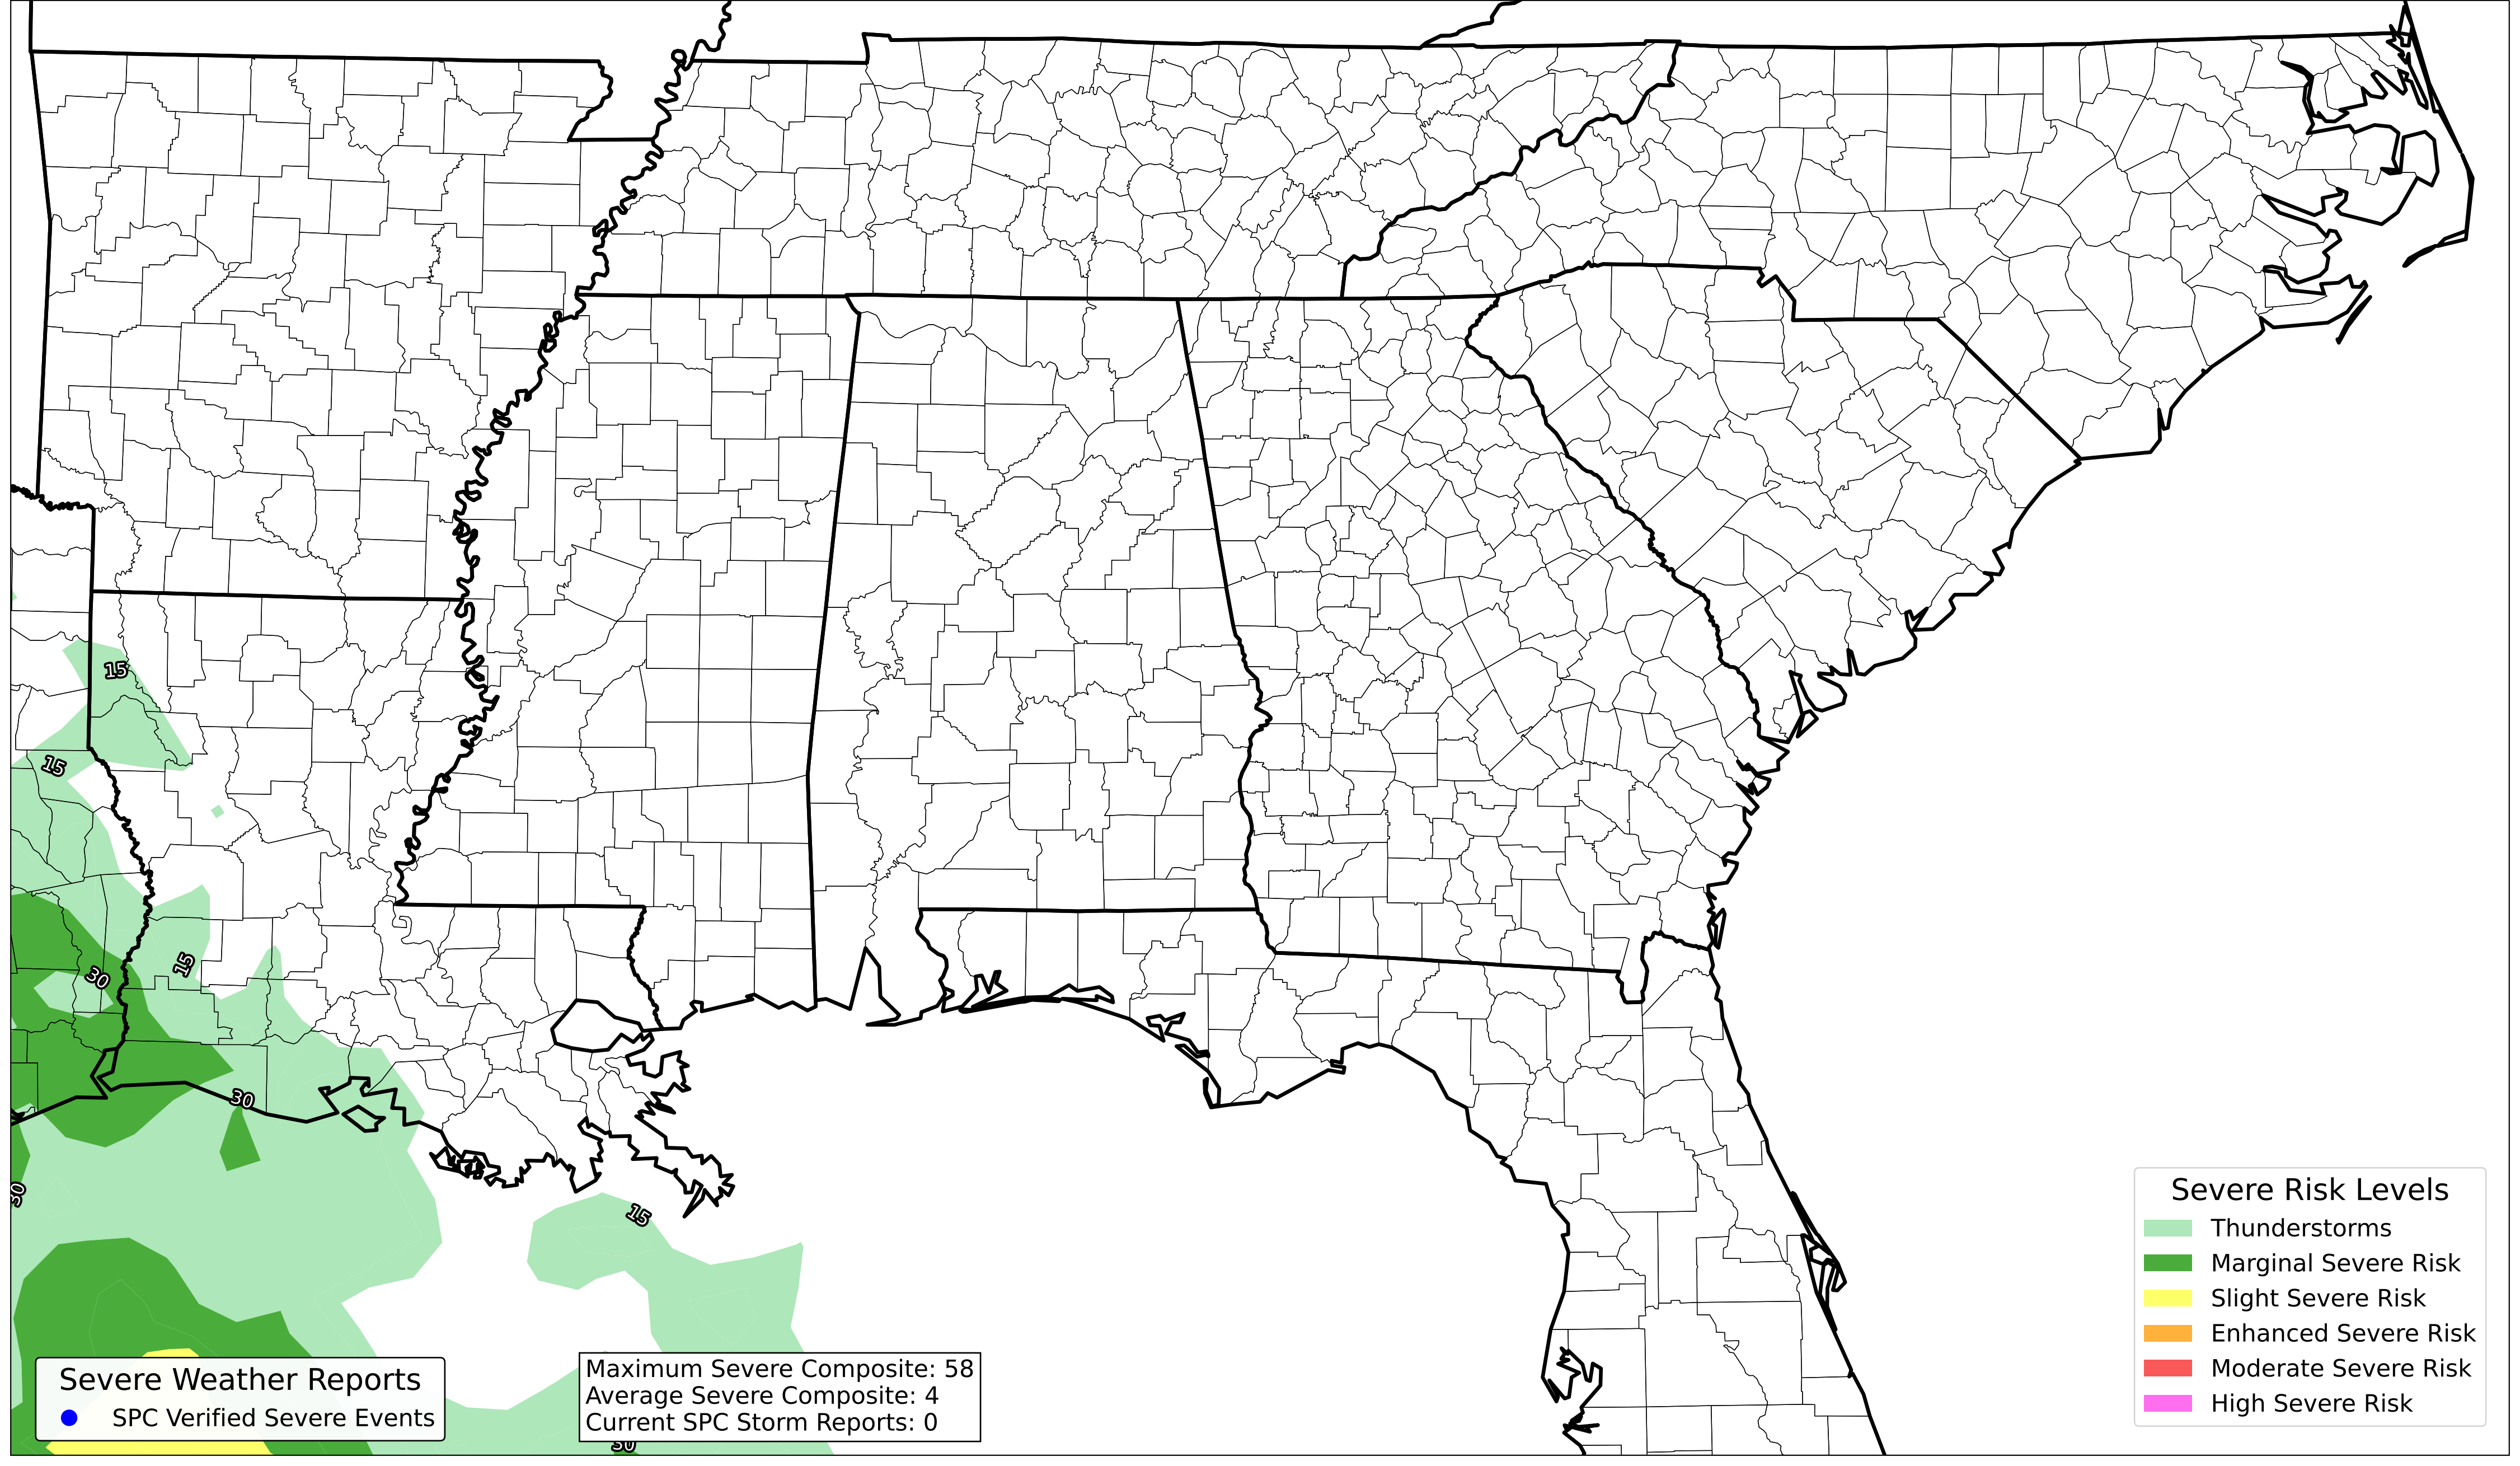 15
15
15
30
30
30
15
30
Severe Weather Reports
SPC Verified Severe Events
Maximum Severe Composite: 58
Average Severe Composite: 4
Current SPC Storm Reports: 0
Severe Risk Levels
Thunderstorms
Marginal Severe Risk
Slight Severe Risk
Enhanced Severe Risk
Moderate Severe Risk
High Severe Risk